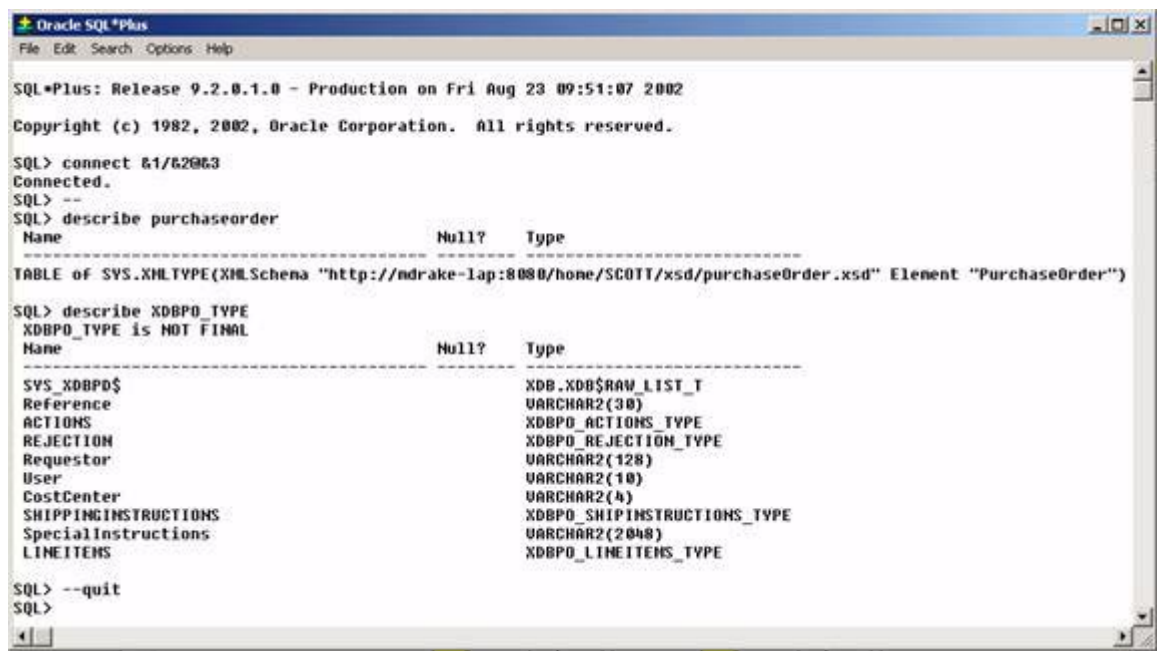 Oracle SQL*Plus
File Edit Search Options Help
SQL*Plus: Release 9.2.0.1.0 - Production on Fri Aug 23 09:51:07 2002
Copyright (c) 1982, 2002, Oracle Corporation.  All rights reserved.
SQL> connect &1/&2@&3
Connected.
SQL> --
SQL> describe purchaseorder
Name Null? Type
----------------------------------------- -------- ----------------------------
TABLE of SYS.XMLTYPE(XMLSchema "http://mdrake-lap:8080/home/SCOTT/xsd/purchaseOrder.xsd" Element "PurchaseOrder")
SQL> describe XDBPO_TYPE
XDBPO_TYPE is NOT FINAL
Name Null? Type
----------------------------------------- -------- ----------------------------
SYS_XDBPD$ XDB.XDB$RAW_LIST_T
Reference VARCHAR2(30)
ACTIONS XDBPO_ACTIONS_TYPE
REJECTION XDBPO_REJECTION_TYPE
Requestor VARCHAR2(128)
User VARCHAR2(10)
CostCenter VARCHAR2(4)
SHIPPINGINSTRUCTIONS XDBPO_SHIPINSTRUCTIONS_TYPE
SpecialInstructions VARCHAR2(2048)
LINEITEMS XDBPO_LINEITEMS_TYPE
SQL> --quit
SQL>